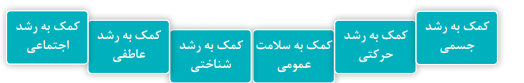 کمک به رشد
جسمی
کمک به رشد
حرکتی
کمک به سلامت
عمومی
کمک به رشد
شناختی
کمک به رشد
عاطفی
کمک به رشد
اجتماعی